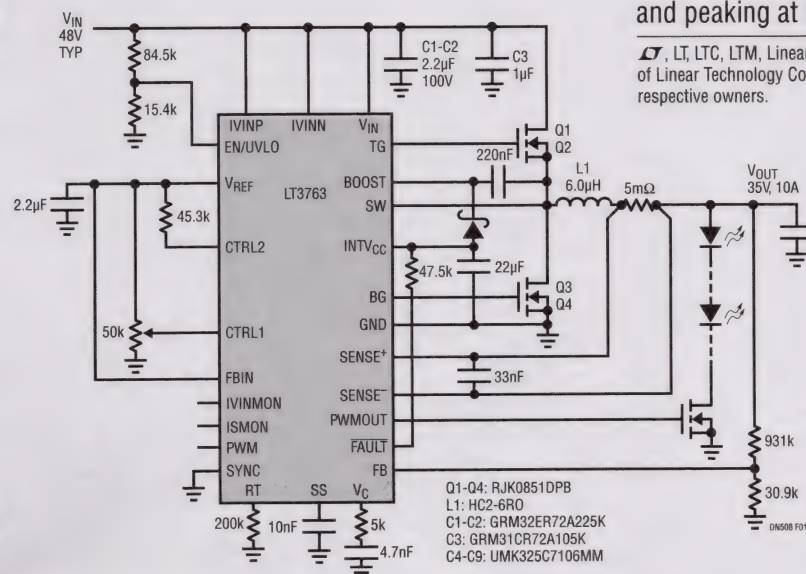 and peaking at
LT, LTC, LTM, Linear
of Linear Technology Co
respective owners.
VIN
48V
TYP
84.5k
15.4k
C1-C2
2.2µF
100V
C3
1µF
IVINP
IVINN
VIN
EN/UVLO
TG
Q1
Q2
220nF
VREF
LT3763
BOOST
L1
6.0µH
5mΩ
VOUT
35V, 10A
SW
2.2µF
45.3k
CTRL2
INTVCC
47.5k
22µF
BG
Q3
Q4
GND
50k
CTRL1
SENSE+
33nF
FBIN
SENSE−
IVINMON
ISMON
PWMOUT
PWM
FAULT
931k
SYNC
FB
RT
SS
VC
30.9k
200k
10nF
5k
4.7nF
Q1-Q4: RJK0851DPB
L1: HC2-6RO
C1-C2: GRM32ER72A225K
C3: GRM31CR72A105K
C4-C9: UMK325C7106MM
DN508 F01